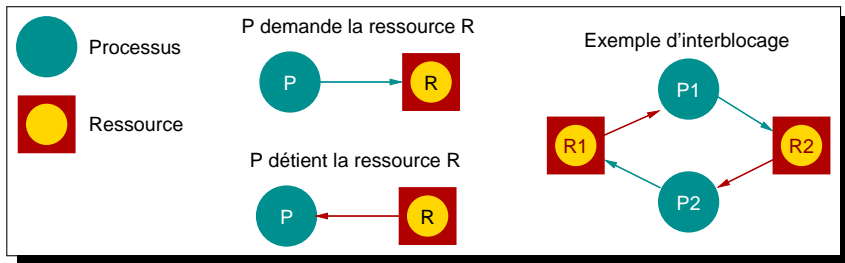 Processus
Ressource
P demande la ressource R
P
R
P détient la ressource R
P
R
Exemple d'interblocage
P1
R1
R2
P2